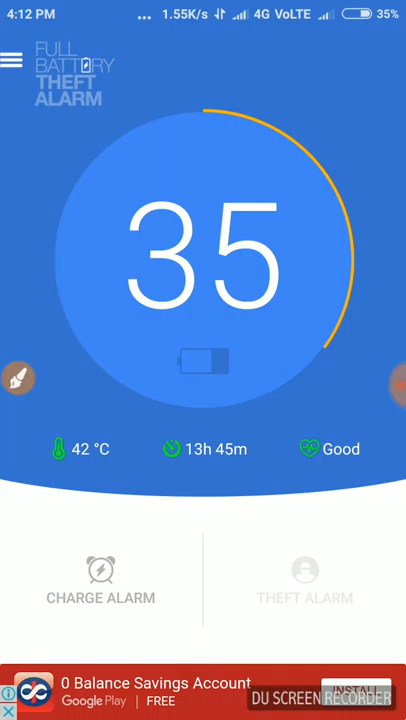 4:12 PM ... 1.55K/s 4G VoLTE 35%
FULL
BATTERY
THEFT
ALARM
35
42 °C 13h 45m Good
CHARGE ALARM THEFT ALARM
0 Balance Savings Account
Google Play | FREE
INSTALL
DU SCREEN RECORDER